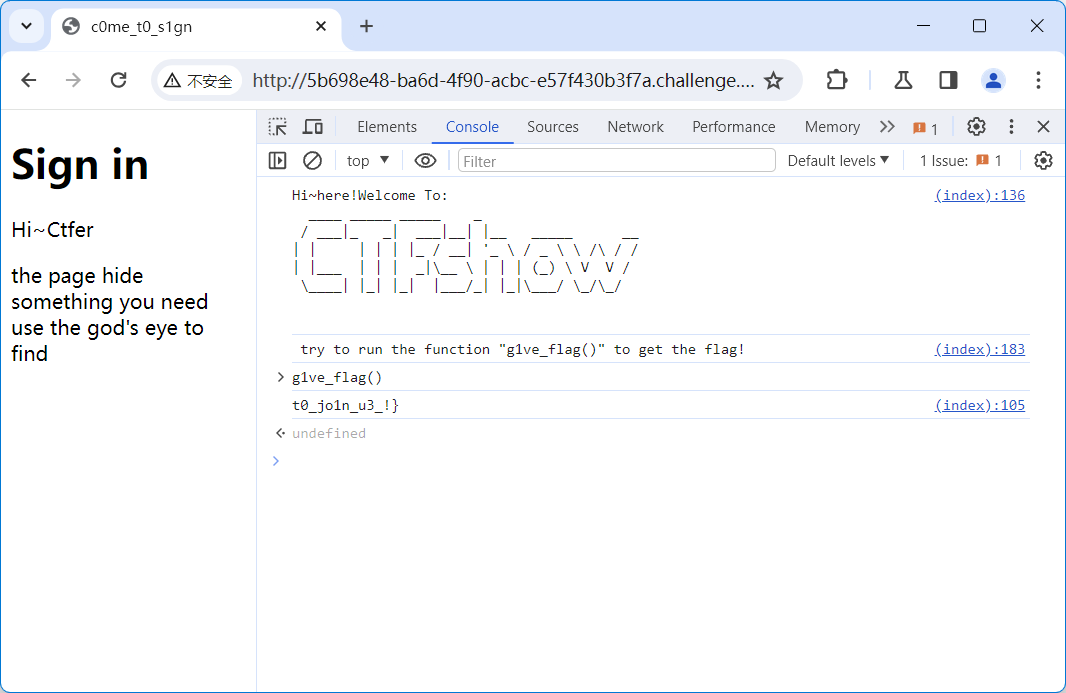 c0me_t0_s1gn
不安全
http://5b698e48-ba6d-4f90-acbc-e57f430b3f7a.challenge....
Elements Console Sources Network Performance Memory 1
top Filter Default levels 1 Issue: 1
Sign in
Hi~Ctfer
the page hide
something you need
use the god's eye to
find
Hi~here!Welcome To: (index):136
CTFshow
try to run the function "g1ve_flag()" to get the flag! (index):183
g1ve_flag()
t0_jo1n_u3_!} (index):105
undefined